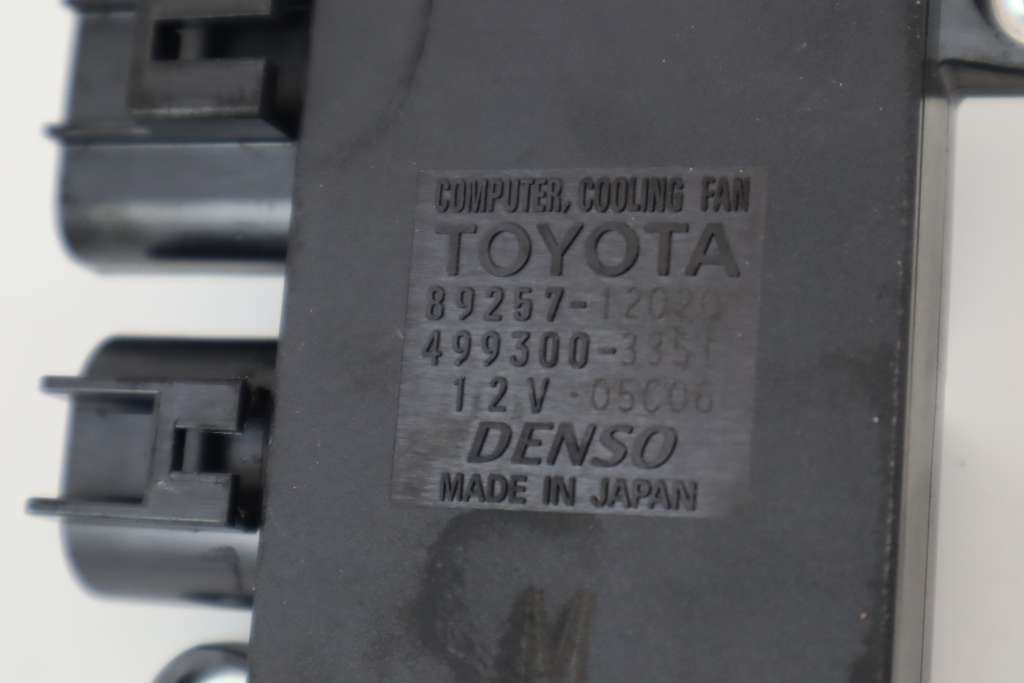 COMPUTER, COOLING FAN
TOYOTA
89257-12020
499300-3351
12V ·05C06
DENSO
MADE IN JAPAN